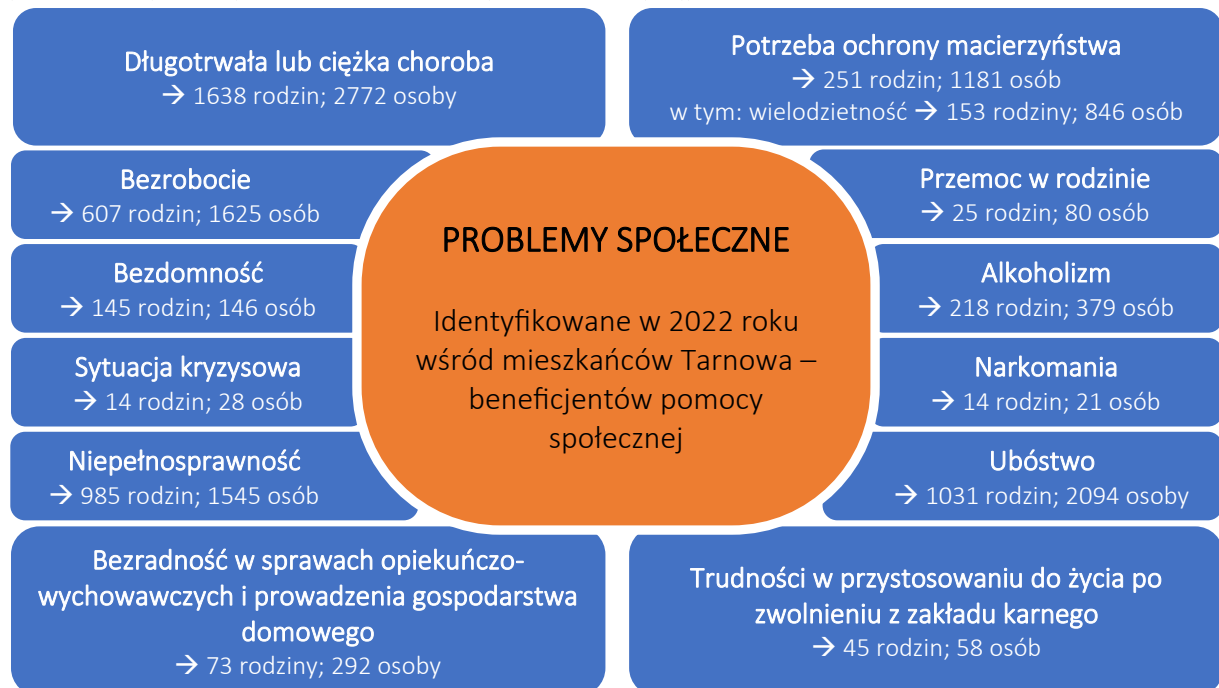 Długotrwała lub ciężka choroba
→ 1638 rodzin; 2772 osoby
Potrzeba ochrony macierzyństwa
→ 251 rodzin; 1181 osób
w tym: wielodzietność → 153 rodziny; 846 osób
Bezrobocie
→ 607 rodzin; 1625 osób
Przemoc w rodzinie
→ 25 rodzin; 80 osób
Bezdomność
→ 145 rodzin; 146 osób
Alkoholizm
→ 218 rodzin; 379 osób
Sytuacja kryzysowa
→ 14 rodzin; 28 osób
Narkomania
→ 14 rodzin; 21 osób
Niepełnosprawność
→ 985 rodzin; 1545 osób
Ubóstwo
→ 1031 rodzin; 2094 osoby
PROBLEMY SPOŁECZNE
Identyfikowane w 2022 roku
wśród mieszkańców Tarnowa –
beneficjentów pomocy
społecznej
Bezradność w sprawach opiekuńczo-
wychowawczych i prowadzenia gospodarstwa
domowego
→ 73 rodziny; 292 osoby
Trudności w przystosowaniu do życia po
zwolnieniu z zakładu karnego
→ 45 rodzin; 58 osób